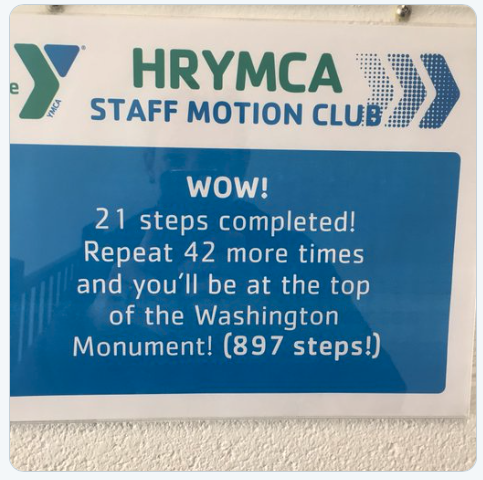 e
YMCA
HRYMCA
STAFF MOTION CLUB
WOW!
21 steps completed!
Repeat 42 more times
and you'll be at the top
of the Washington
Monument! (897 steps!)